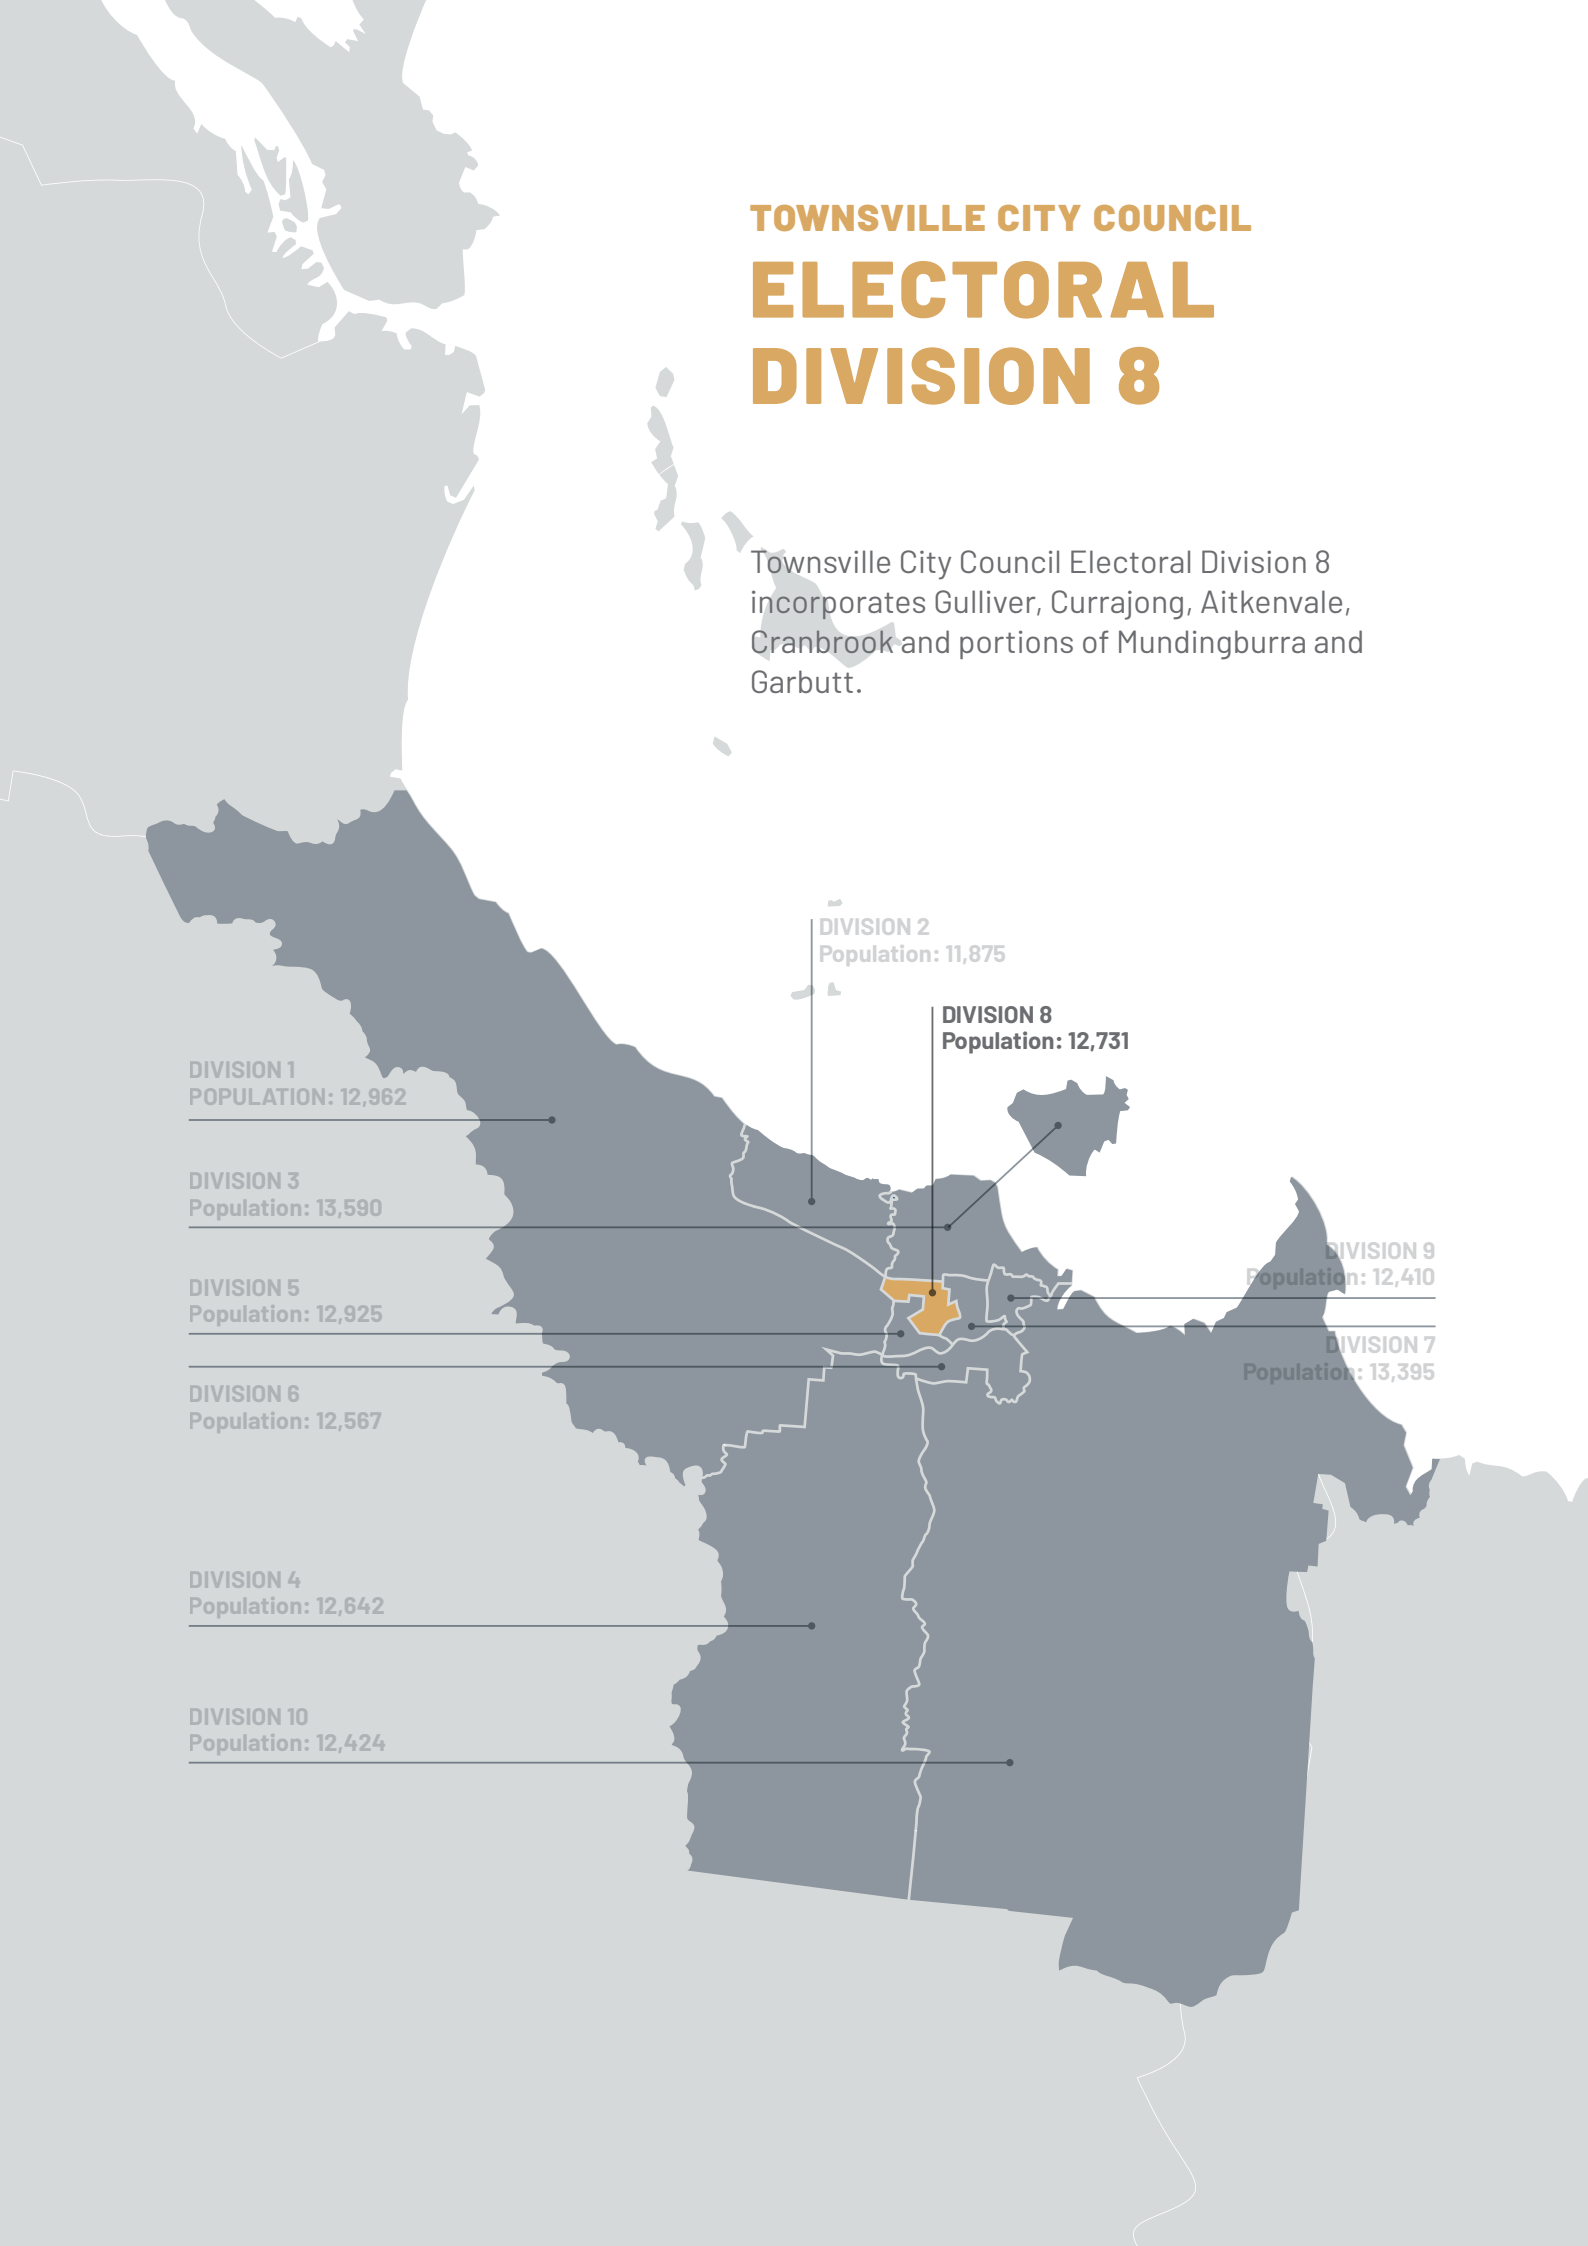 TOWNSVILLE CITY COUNCIL
ELECTORAL
DIVISION 8
Townsville City Council Electoral Division 8
incorporates Gulliver, Currajong, Aitkenvale,
Cranbrook and portions of Mundingburra and
Garbutt.
DIVISION 2
Population: 11,875
DIVISION 8
Population: 12,731
DIVISION 1
POPULATION: 12,962
DIVISION 3
Population: 13,590
DIVISION 9
Population: 12,410
DIVISION 5
Population: 12,925
DIVISION 7
Population: 13,395
DIVISION 6
Population: 12,567
DIVISION 4
Population: 12,642
DIVISION 10
Population: 12,424